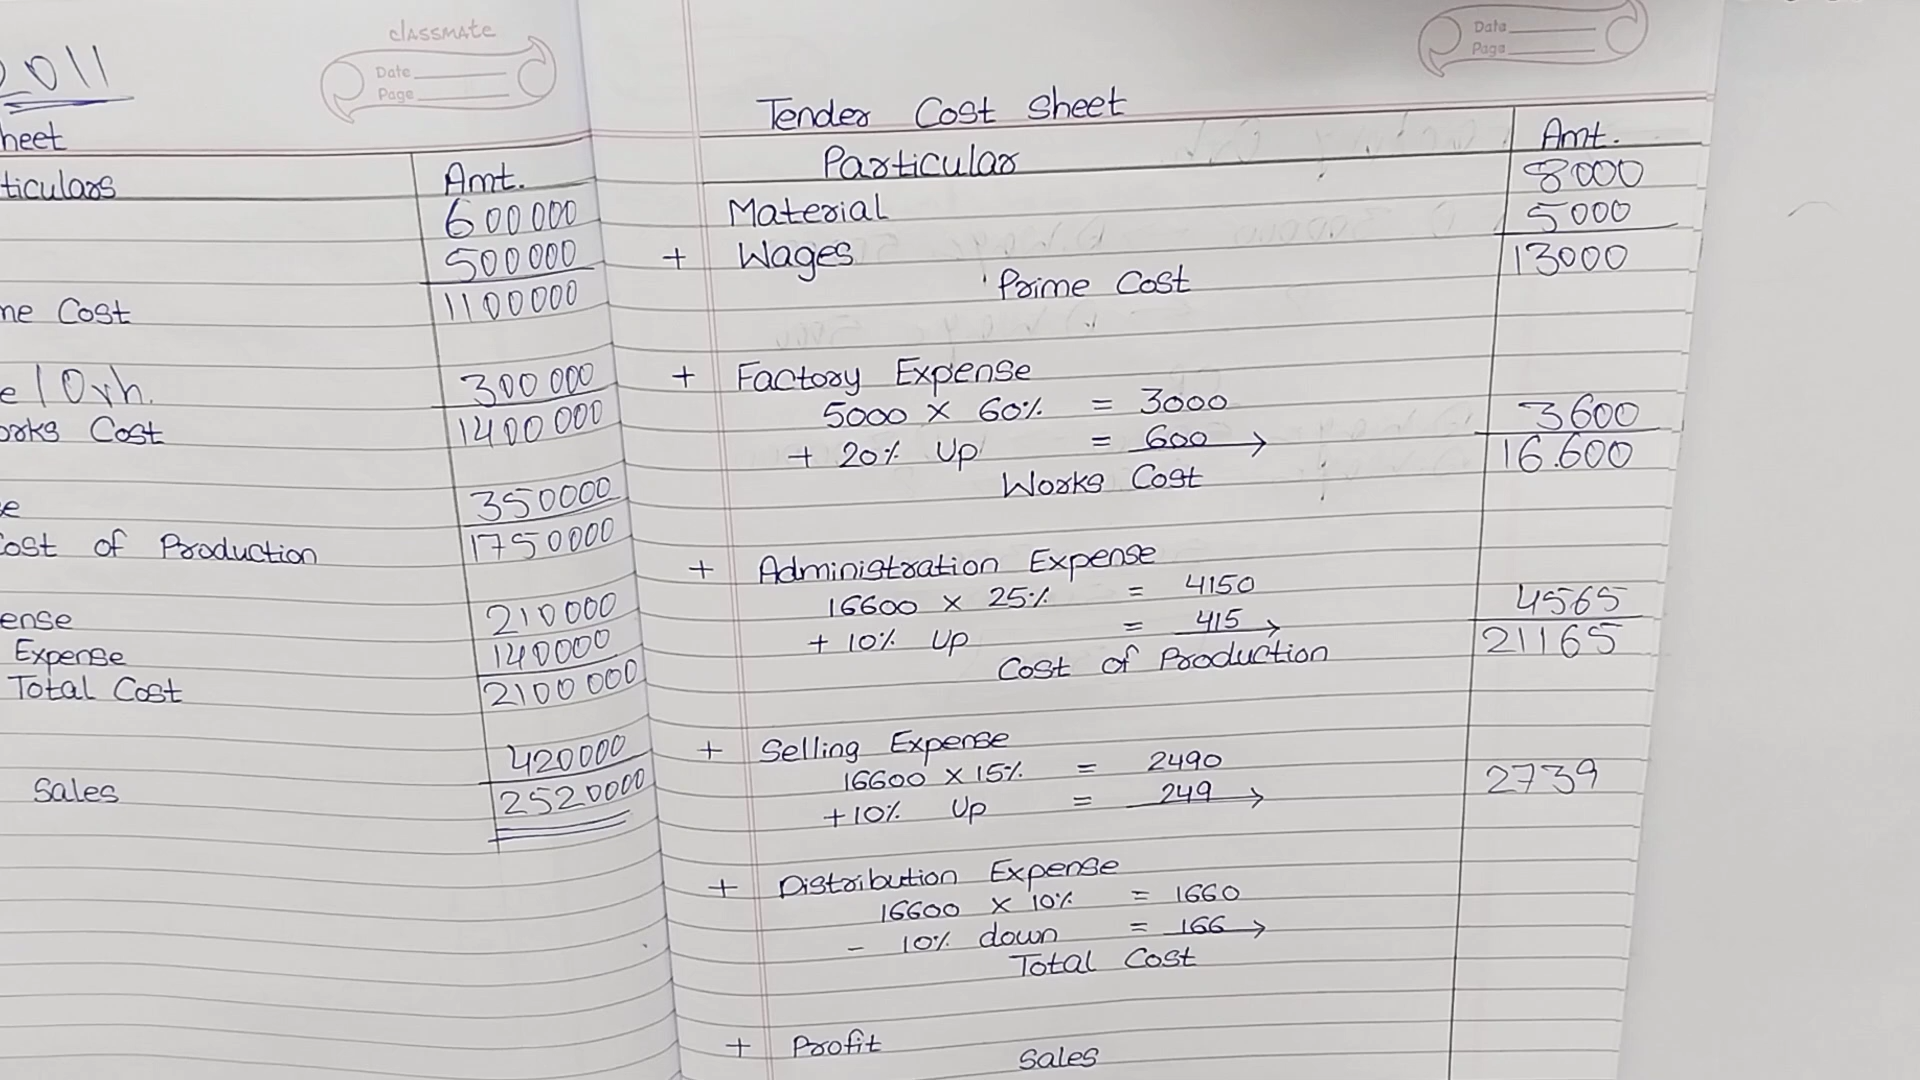 2011
classmate
Date
Page
heet
ticulars Amt.
600000
500000
me Cost 1100000
e/Ovh. 300000
orks Cost 1400000
e 350000
Cost of Production 1750000
ense 210000
Expense 140000
Total Cost 2100000
420000
Sales 2520000
Date
Page
Tender Cost Sheet
Particular Amt.
Material 8000
+ Wages 5000
Prime Cost 13000
+ Factory Expense
5000 x 60% = 3000
+ 20% Up = 600 → 3600
Works Cost 16.600
+ Administration Expense
16600 x 25% = 4150
+ 10% Up = 415 → 4565
Cost of Production 21165
+ Selling Expense
16600 x 15% = 2490
+10% Up = 249 → 2739
+ Distribution Expense
16600 x 10% = 1660
- 10% down = 166 →
Total Cost
+ Profit
Sales